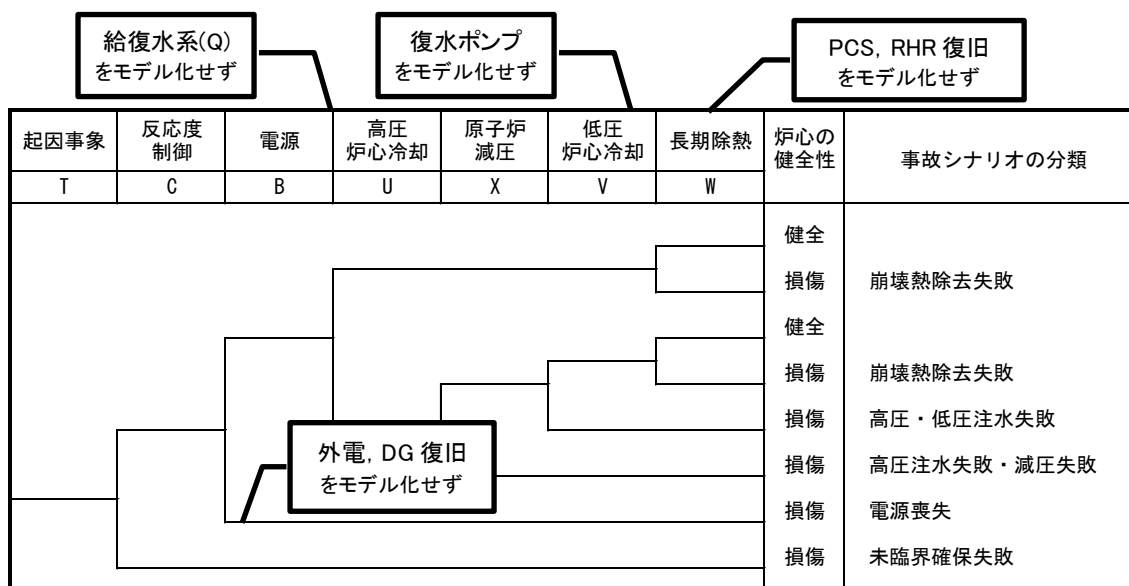 給復水系(Q)
をモデル化せず
復水ポンプ
をモデル化せず
PCS, RHR 復旧
をモデル化せず
起因事象
反応度
制御
電源
高圧
炉心冷却
原子炉
減圧
低圧
炉心冷却
長期除熱
炉心の
健全性
事故シナリオの分類
T
C
B
U
X
V
W
健全
損傷 崩壊熱除去失敗
健全
損傷 崩壊熱除去失敗
損傷 高圧・低圧注水失敗
外電, DG 復旧
をモデル化せず
損傷 高圧注水失敗・減圧失敗
損傷 電源喪失
損傷 未臨界確保失敗